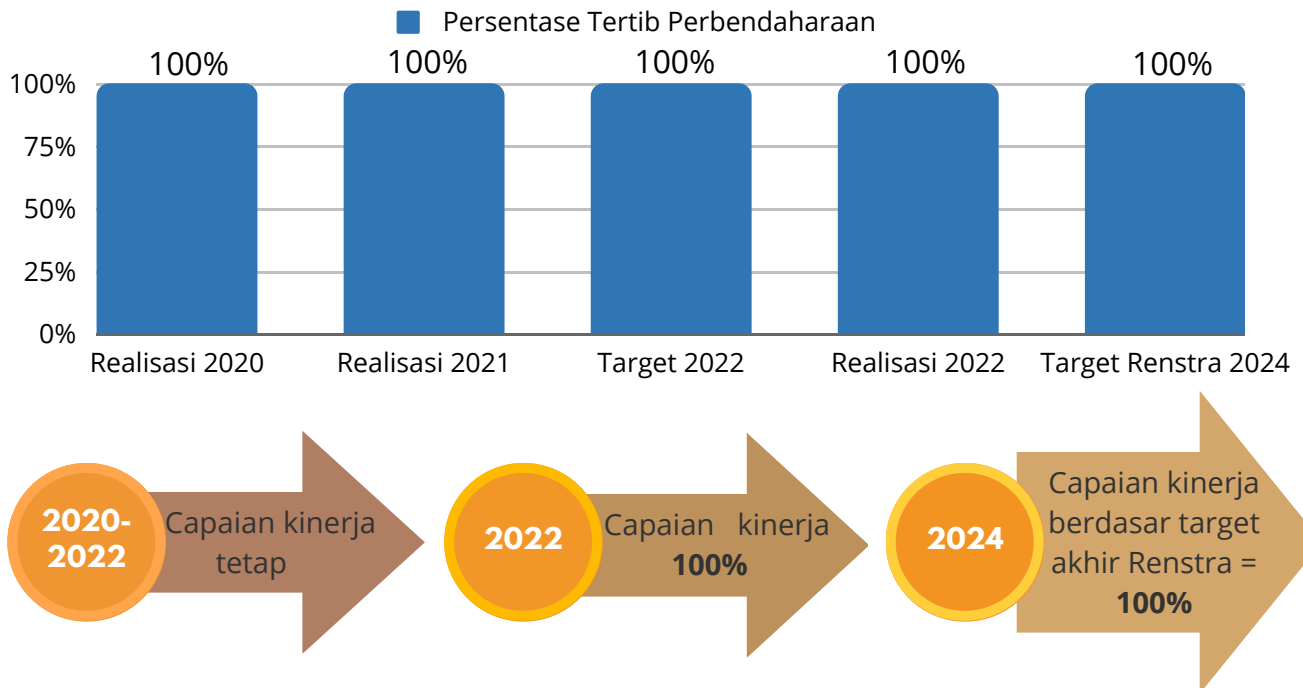 Persentase Tertib Perbendaharaan
100%
100%
100%
100%
100%
100%
75%
50%
25%
0%
Realisasi 2020
Realisasi 2021
Target 2022
Realisasi 2022
Target Renstra 2024
2020-
2022
Capaian kinerja
tetap
2022
Capaian kinerja
100%
2024
Capaian kinerja
berdasar target
akhir Renstra =
100%